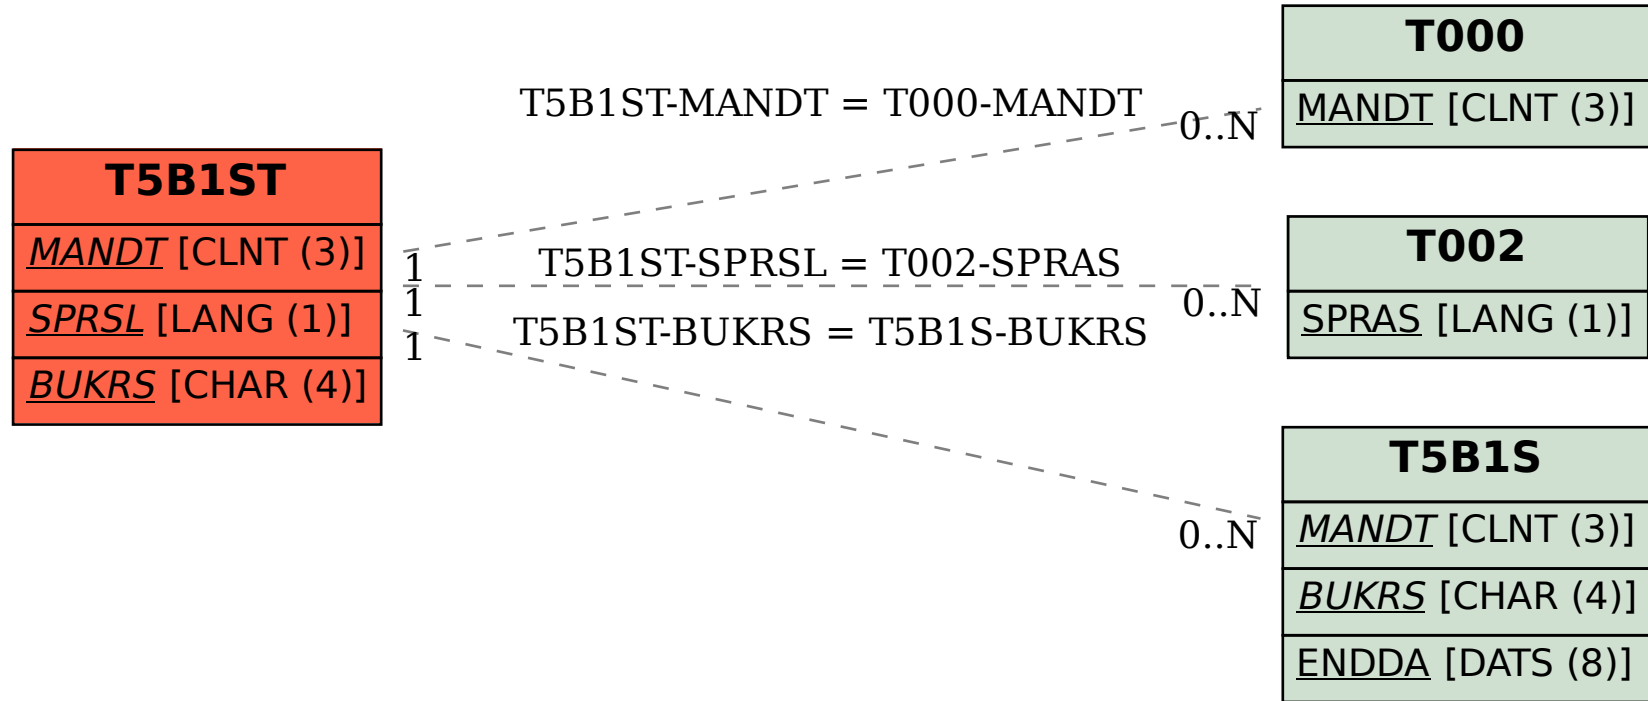 T000
MANDT [CLNT (3)]
T5B1ST-MANDT = T000-MANDT
0..N
T5B1ST
MANDT [CLNT (3)]
SPRSL [LANG (1)]
BUKRS [CHAR (4)]
1
T5B1ST-SPRSL = T002-SPRAS
1
0..N
T002
SPRAS [LANG (1)]
1
T5B1ST-BUKRS = T5B1S-BUKRS
0..N
T5B1S
MANDT [CLNT (3)]
BUKRS [CHAR (4)]
ENDDA [DATS (8)]